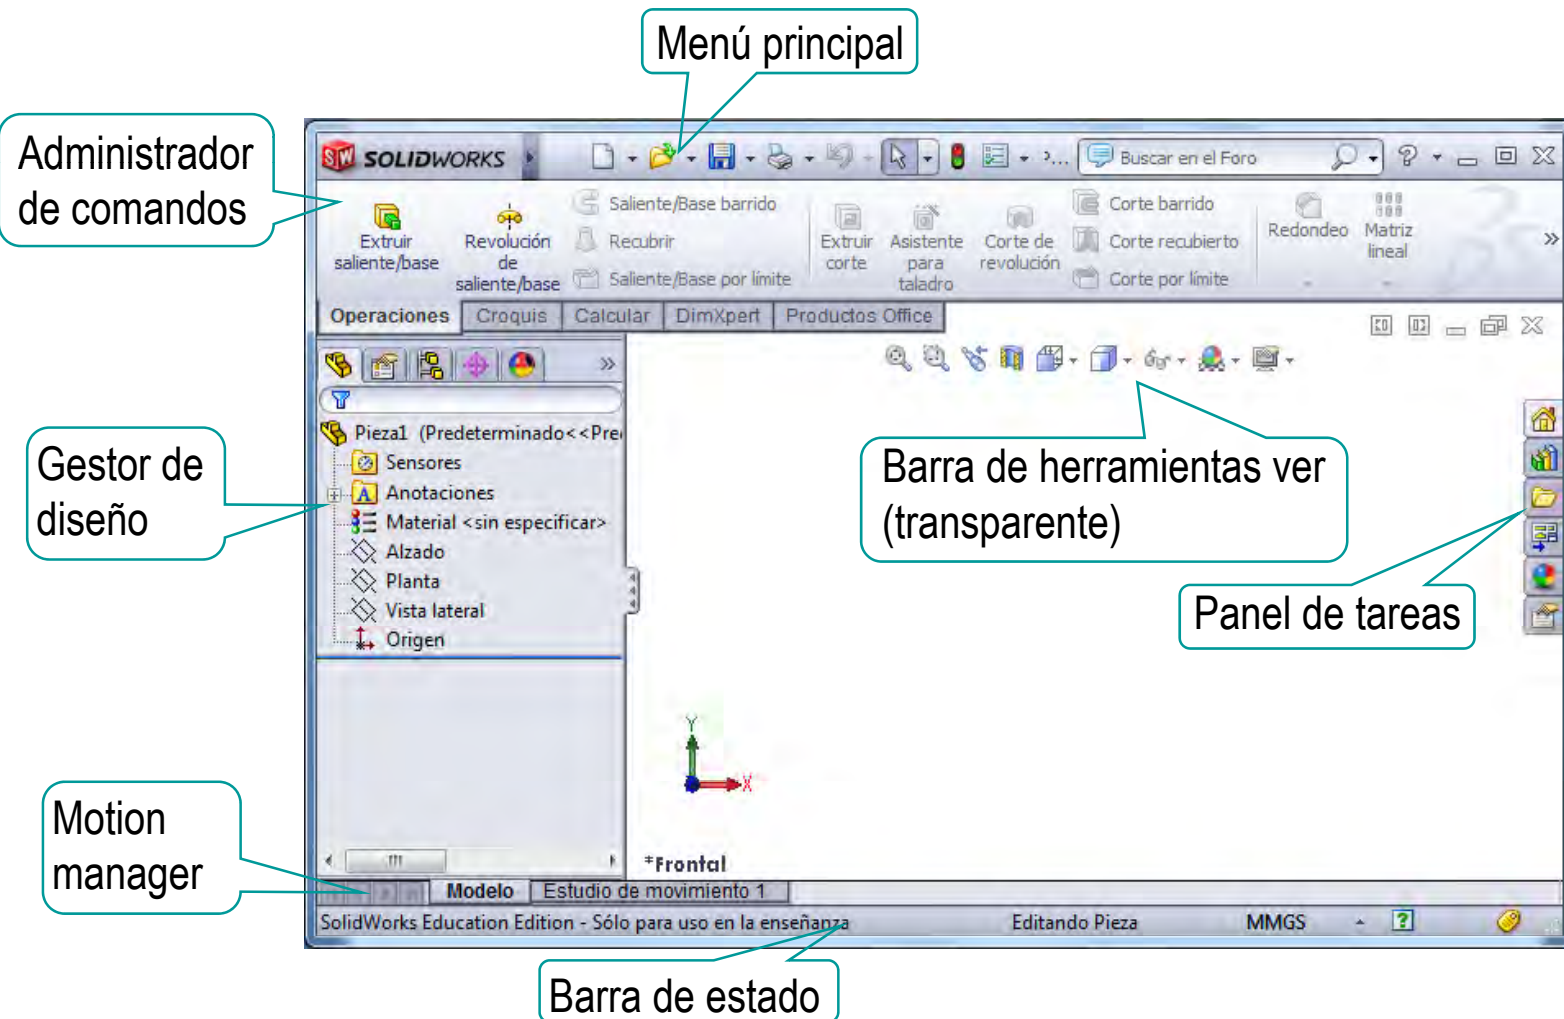 Menú principal
Administrador
de comandos
SW SOLIDWORKS
Buscar en el Foro
?
Extruir
saliente/base
Revolución
de
saliente/base
Saliente/Base barrido
Recubrir
Saliente/Base por límite
Extruir
corte
Asistente
para
taladro
Corte de
revolución
Corte barrido
Corte recubierto
Corte por límite
Redondeo
Matriz
lineal
»
Operaciones Croquis Calcular DimXpert Productos Office
»
Pieza1 (Predeterminado<<Pre
Sensores
Anotaciones
Material <sin especificar>
Alzado
Planta
Vista lateral
Origen
Gestor de
diseño
Barra de herramientas ver
(transparente)
Panel de tareas
Y
X
*Frontal
Motion
manager
Modelo Estudio de movimiento 1
SolidWorks Education Edition - Sólo para uso en la enseñanza Editando Pieza MMGS ?
Barra de estado